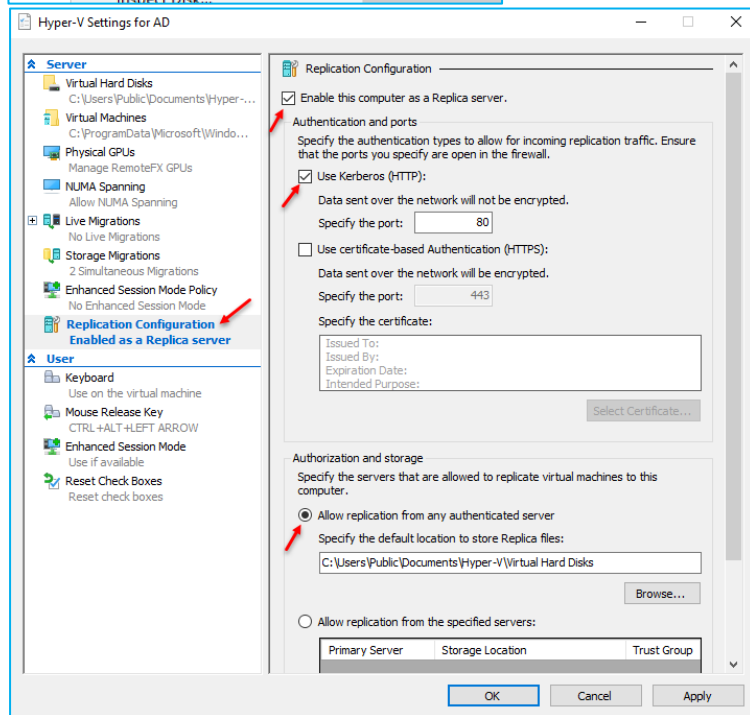 Inspect Disk...
Hyper-V Settings for AD
Server
Virtual Hard Disks
C:\Users\Public\Documents\Hyper-...
Virtual Machines
C:\ProgramData\Microsoft\Windo...
Physical GPUs
Manage RemoteFX GPUs
NUMA Spanning
Allow NUMA Spanning
Live Migrations
No Live Migrations
Storage Migrations
2 Simultaneous Migrations
Enhanced Session Mode Policy
No Enhanced Session Mode
Replication Configuration
Enabled as a Replica server
User
Keyboard
Use on the virtual machine
Mouse Release Key
CTRL+ALT+LEFT ARROW
Enhanced Session Mode
Use if available
Reset Check Boxes
Reset check boxes
Replication Configuration
Enable this computer as a Replica server.
Authentication and ports
Specify the authentication types to allow for incoming replication traffic. Ensure
that the ports you specify are open in the firewall.
Use Kerberos (HTTP):
Data sent over the network will not be encrypted.
Specify the port: 80
Use certificate-based Authentication (HTTPS):
Data sent over the network will be encrypted.
Specify the port: 443
Specify the certificate:
Issued To:
Issued By:
Expiration Date:
Intended Purpose:
Select Certificate...
Authorization and storage
Specify the servers that are allowed to replicate virtual machines to this
computer.
Allow replication from any authenticated server
Specify the default location to store Replica files:
C:\Users\Public\Documents\Hyper-V\Virtual Hard Disks
Browse...
Allow replication from the specified servers:
Primary Server Storage Location Trust Group
OK Cancel Apply